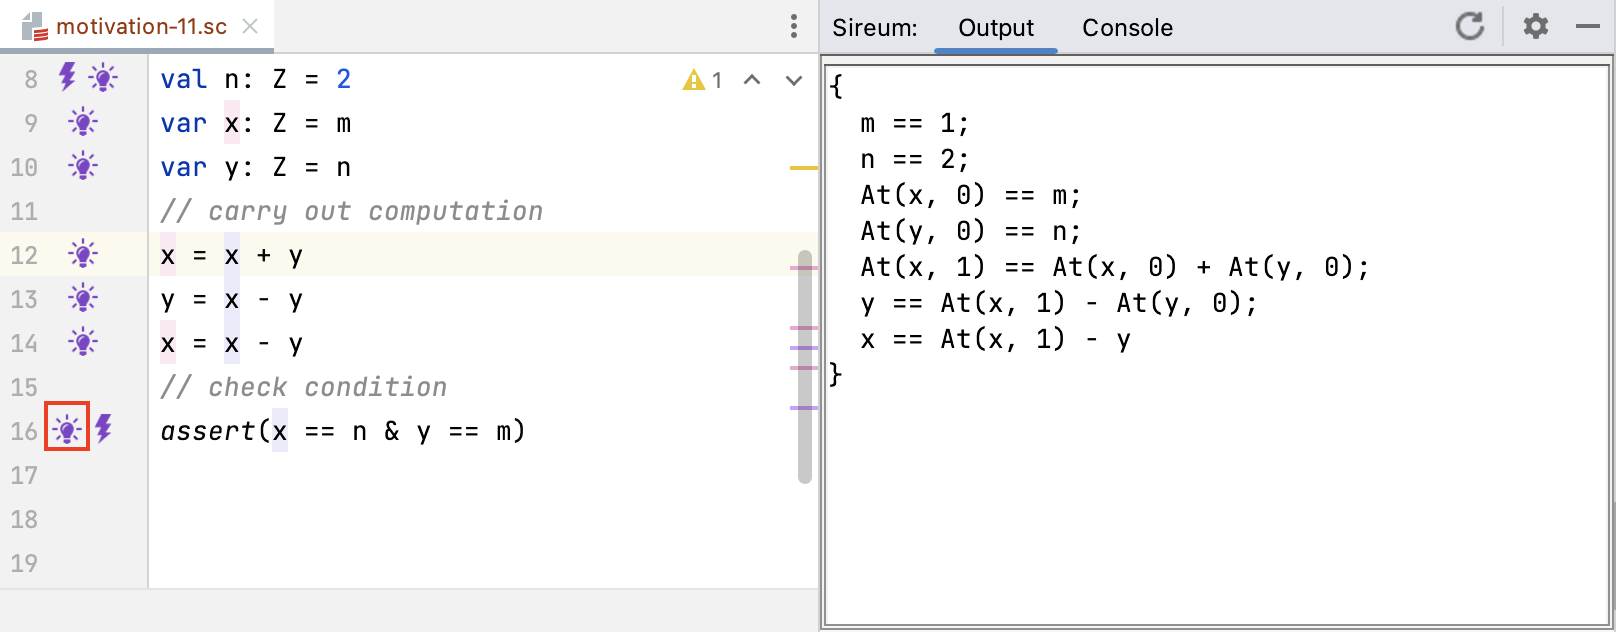 motivation-11.sc
8 val n: Z = 2
1
9 var x: Z = m
10 var y: Z = n
11 // carry out computation
12 x = x + y
13 y = x - y
14 x = x - y
15 // check condition
16 assert(x == n & y == m)
17
18
19
Sireum: Output Console
{
m == 1;
n == 2;
At(x, 0) == m;
At(y, 0) == n;
At(x, 1) == At(x, 0) + At(y, 0);
y == At(x, 1) - At(y, 0);
x == At(x, 1) - y
}